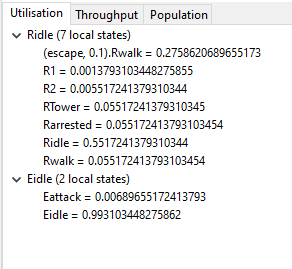 Utilisation Throughput Population
Ridle (7 local states)
(escape, 0.1).Rwalk = 0.2758620689655173
R1 = 0.0013793103448275855
R2 = 0.005517241379310344
RTower = 0.05517241379310345
Rarrested = 0.055172413793103454
Ridle = 0.5517241379310344
Rwalk = 0.055172413793103454
Eidle (2 local states)
Eattack = 0.00689655172413793
Eidle = 0.993103448275862